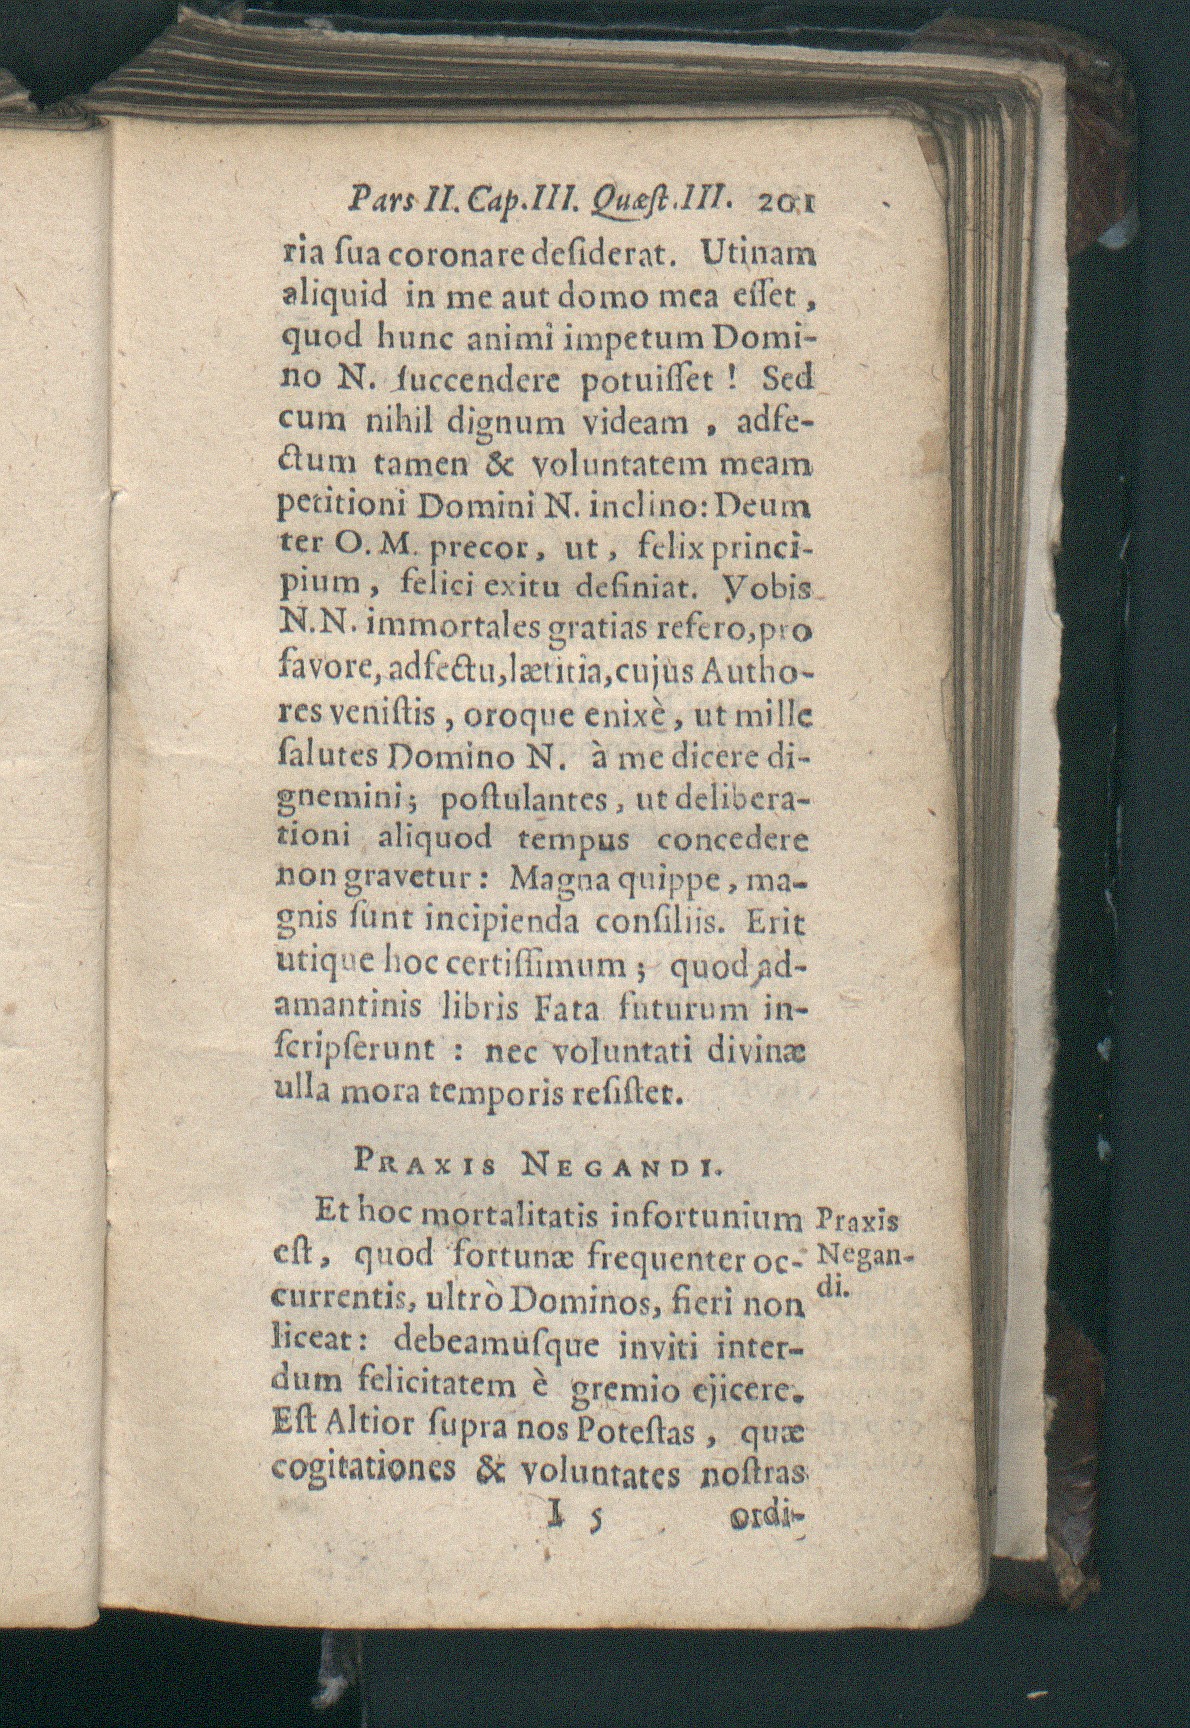 Pars II. Cap. III. Quæſt. III. 201
ria ſua coronare deſiderat. Utinam
aliquid in me aut domo mea eſſet,
quod hunc animi impetum Domi-
no N. ſuccendere potuiſſet! Sed
cum nihil dignum videam, adfe-
ctum tamen & voluntatem meam
petitioni Domini N. inclino: Deum
ter O. M. precor, ut, felix princi-
pium, felici exitu definiat. Vobis
N. N. immortales gratias refero, pro
favore, adfectu, lætitia, cujus Autho-
res veniſtis, oroque enixè, ut mille
ſalutes Domino N. à me dicere di-
gnemini; poſtulantes, ut delibera-
tioni aliquod tempus concedere
non gravetur: Magna quippe, ma-
gnis ſunt incipienda conſiliis. Erit
utique hoc certiſſimum; quod ad-
amantinis libris Fata futurum in-
ſcripſerunt: nec voluntati divinæ
ulla mora temporis reſiſtet.
PRAXIS NEGANDI.
Et hoc mortalitatis infortunium
eſt, quod fortunæ frequenter oc-
currentis, ultrò Dominos, fieri non
liceat: debeamuſque inviti inter-
dum felicitatem è gremio ejicere.
Eſt Altior ſupra nos Poteſtas, quæ
cogitationes & voluntates noſtras
I 5 ordi-
Praxis
Negan-
di.